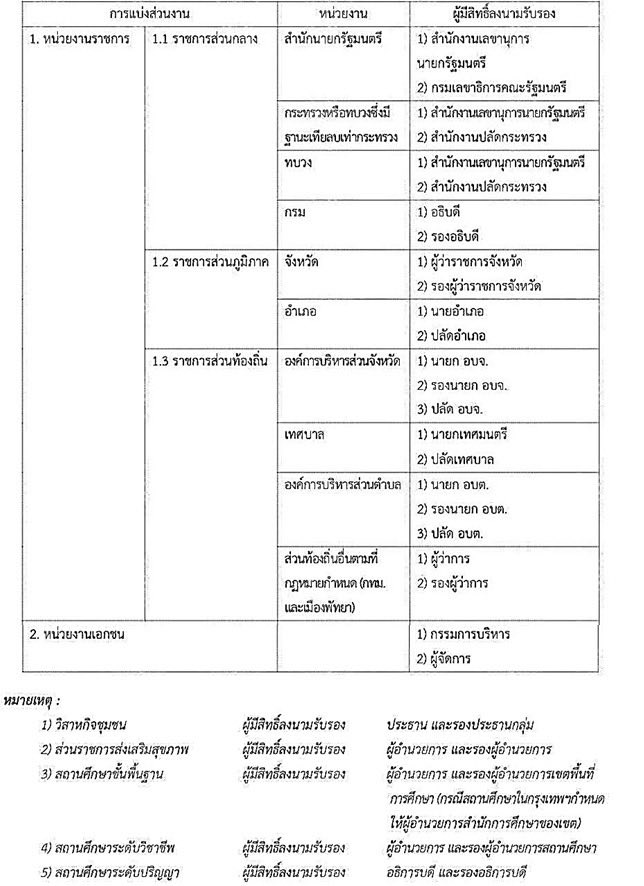 การแบ่งส่วนงาน หน่วยงาน ผู้มีสิทธิ์ลงนามรับรอง
1. หน่วยงานราชการ 1.1 ราชการส่วนกลาง สำนักนายกรัฐมนตรี 1) สำนักงานเลขานุการ
นายกรัฐมนตรี
2) กรมเลขาธิการคณะรัฐมนตรี
กระทรวงหรือทบวงซึ่งมี 1) สำนักงานเลขานุการนายกรัฐมนตรี
ฐานะเทียลบเท่ากระทรวง 2) สำนักงานปลัดกระทรวง
ทบวง 1) สำนักงานเลขานุการนายกรัฐมนตรี
2) สำนักงานปลัดกระทรวง
กรม 1) อธิบดี
2) รองอธิบดี
1.2 ราชการส่วนภูมิภาค จังหวัด 1) ผู้ว่าราชการจังหวัด
2) รองผู้ว่าราชการจังหวัด
อำเภอ 1) นายอำเภอ
2) ปลัดอำเภอ
1.3 ราชการส่วนท้องถิ่น องค์การบริหารส่วนจังหวัด 1) นายก อบจ.
2) รองนายก อบจ.
3) ปลัด อบจ.
เทศบาล 1) นายกเทศมนตรี
2) ปลัดเทศบาล
องค์การบริหารส่วนตำบล 1) นายก อบต.
2) รองนายก อบต.
3) ปลัด อบต.
ส่วนท้องถิ่นอื่นตามที่ 1) ผู้ว่าการ
กฎหมายกำหนด (กทม. 2) รองผู้ว่าการ
และเมืองพัทยา)
2. หน่วยงานเอกชน 1) กรรมการบริหาร
2) ผู้จัดการ
หมายเหตุ :
1) วิสาหกิจชุมชน ผู้มีสิทธิ์ลงนามรับรอง ประธาน และรองประธานกลุ่ม
2) ส่วนราชการส่งเสริมสุขภาพ ผู้มีสิทธิ์ลงนามรับรอง ผู้อำนวยการ และรองผู้อำนวยการ
3) สถานศึกษาขั้นพื้นฐาน ผู้มีสิทธิ์ลงนามรับรอง ผู้อำนวยการ และรองผู้อำนวยการเขตพื้นที่
การศึกษา (กรณีสถานศึกษาในกรุงเทพฯกำหนด
ให้ผู้อำนวยการสำนักการศึกษาของเขต)
4) สถานศึกษาระดับวิชาชีพ ผู้มีสิทธิ์ลงนามรับรอง ผู้อำนวยการ และรองผู้อำนวยการสถานศึกษา
5) สถานศึกษาระดับปริญญา ผู้มีสิทธิ์ลงนามรับรอง อธิการบดี และรองอธิการบดี